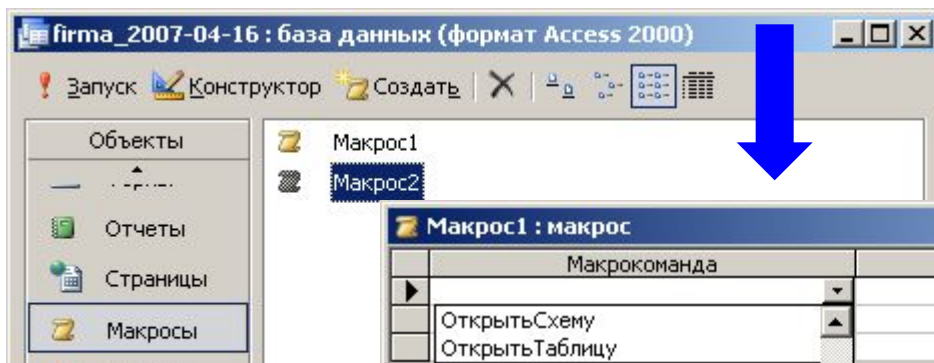 firma_2007-04-16 : база данных (формат Access 2000)
Запуск Конструктор Создать
Объекты
Макрос1
Макрос2
Отчеты
Страницы
Макросы
Макрос1 : макрос
Макрокоманда
ОткрытьСхему
ОткрытьТаблицу